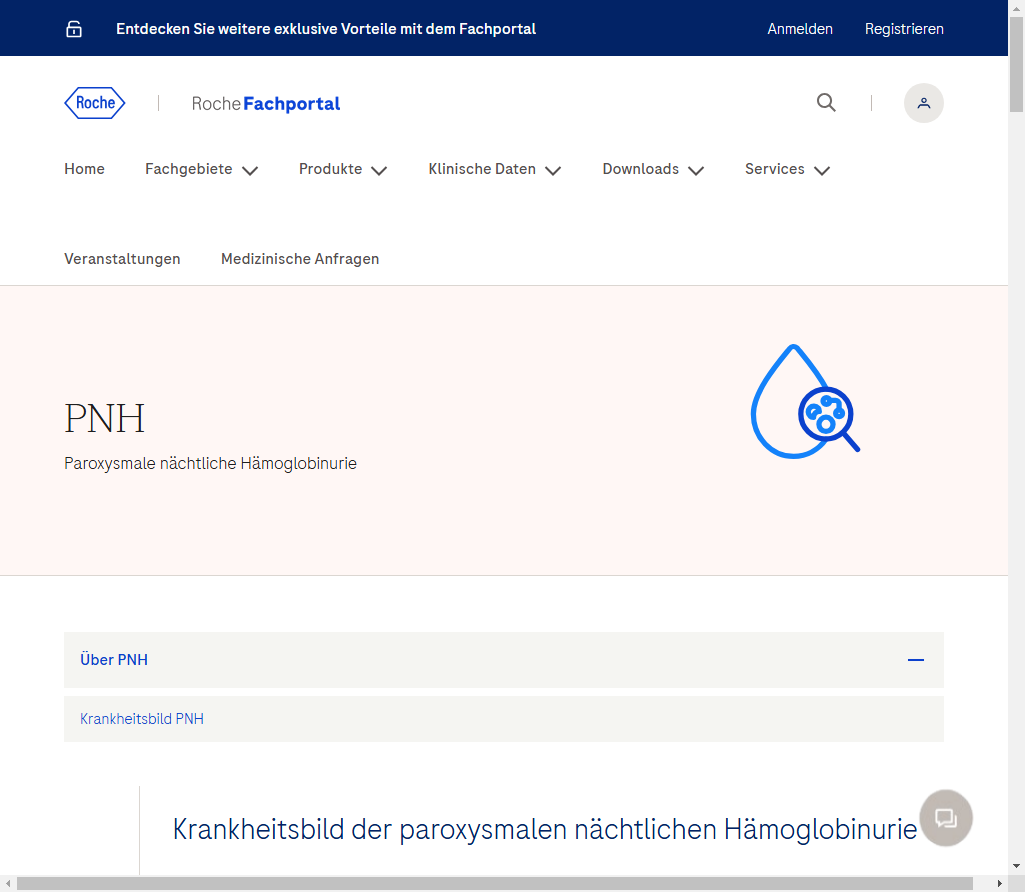 Entdecken Sie weitere exklusive Vorteile mit dem Fachportal
Anmelden
Registrieren
Roche
RocheFachportal
Home
Fachgebiete
Produkte
Klinische Daten
Downloads
Services
Veranstaltungen
Medizinische Anfragen
PNH
Paroxysmale nächtliche Hämoglobinurie
Über PNH
Krankheitsbild PNH
Krankheitsbild der paroxysmalen nächtlichen Hämoglobinurie